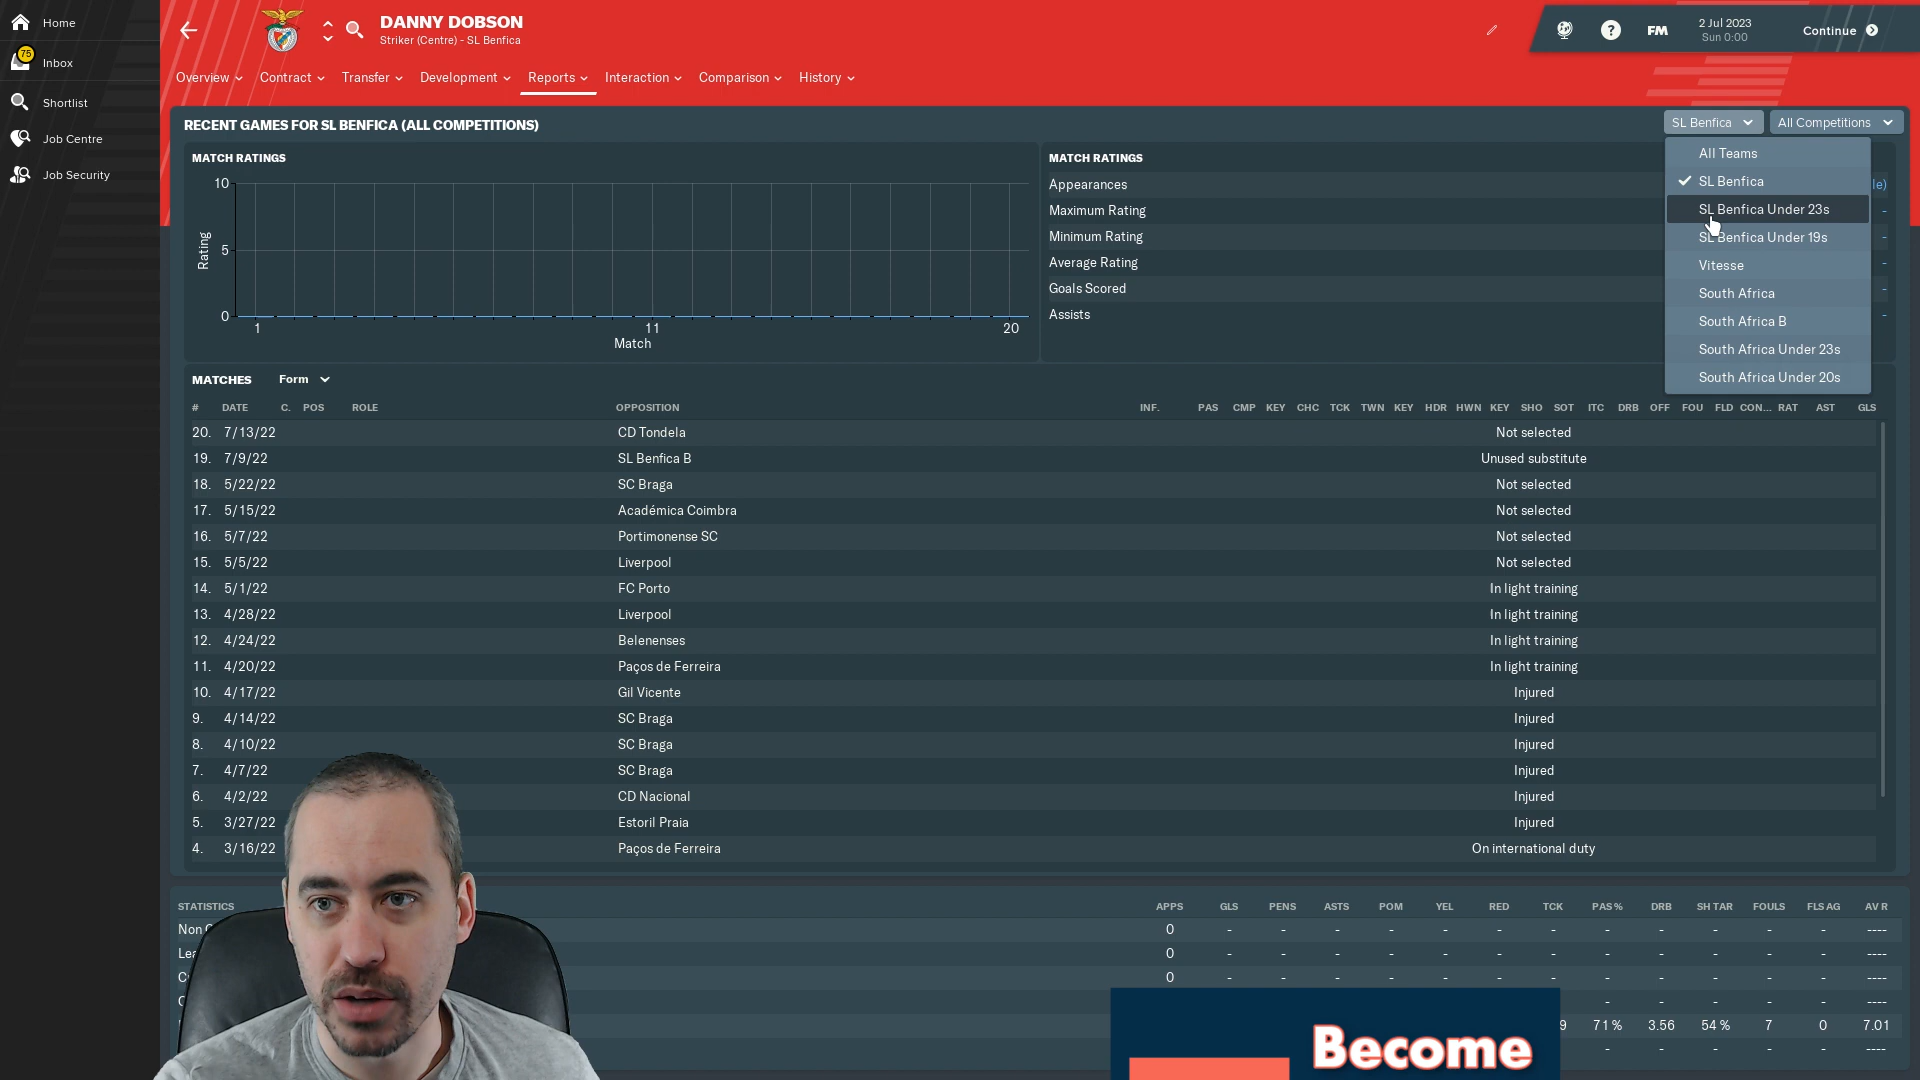 Home
75
Inbox
Shortlist
Job Centre
Job Security
DANNY DOBSON
Striker (Centre) - SL Benfica
FM
2 Jul 2023
Sun 0:00
Continue
Overview Contract Transfer Development Reports Interaction Comparison History
RECENT GAMES FOR SL BENFICA (ALL COMPETITIONS)
SL Benfica
All Competitions
MATCH RATINGS
10
5
0
Rating
1 11 20
Match
MATCH RATINGS
Appearances
Maximum Rating -
Minimum Rating -
Average Rating -
Goals Scored -
Assists -
All Teams
SL Benfica
SL Benfica Under 23s
SL Benfica Under 19s
Vitesse
South Africa
South Africa B
South Africa Under 23s
South Africa Under 20s
MATCHES Form
# DATE C. POS ROLE OPPOSITION INF. PAS CMP KEY CHC TCK TWN KEY HDR HWN KEY SHO SOT ITC DRB OFF FOU FLD CON... RAT AST GLS
20. 7/13/22 CD Tondela Not selected
19. 7/9/22 SL Benfica B Unused substitute
18. 5/22/22 SC Braga Not selected
17. 5/15/22 Académica Coimbra Not selected
16. 5/7/22 Portimonense SC Not selected
15. 5/5/22 Liverpool Not selected
14. 5/1/22 FC Porto In light training
13. 4/28/22 Liverpool In light training
12. 4/24/22 Belenenses In light training
11. 4/20/22 Paços de Ferreira In light training
10. 4/17/22 Gil Vicente Injured
9. 4/14/22 SC Braga Injured
8. 4/10/22 SC Braga Injured
7. 4/7/22 SC Braga Injured
6. 4/2/22 CD Nacional Injured
5. 3/27/22 Estoril Praia Injured
4. 3/16/22 Paços de Ferreira On international duty
STATISTICS APPS GLS PENS ASTS POM YEL RED TCK PAS % DRB SH TAR FOULS FLS AG AV R
Non 0 - - - - - - - - - - - - ----
0 - - - - - - - - - - - - ----
0 - - - - - - - - - - - - ----
- - - - - ----
9 71 % 3.56 54 % 7 0 7.01
- - - - - ----
Become